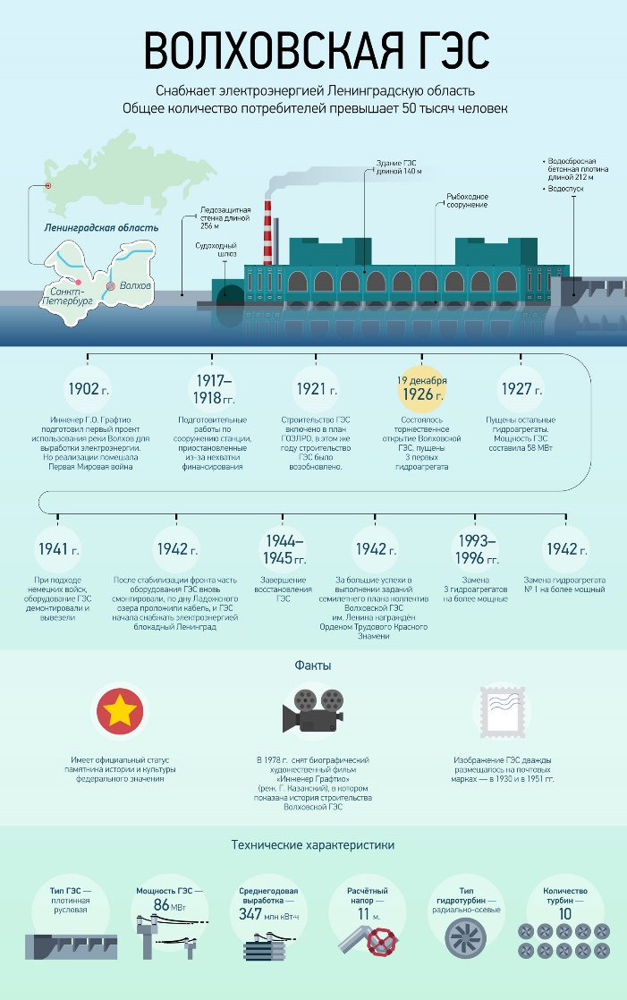 ВОЛХОВСКАЯ ГЭС
Снабжает электроэнергией Ленинградскую область
Общее количество потребителей превышает 50 тысяч человек
Ленинградская область
Санкт-
Петербург
Волхов
Ледозащитная
стенка длиной
256 м
Судоходный
шлюз
Здание ГЭС
длиной 140 м
Рыбоходное
сооружение
• Водосбросная
бетонная плотина
длиной 212 м
• Водоспуск
1902 г.
Инженер Г.О. Графтио
подготовил первый проект
использования реки Волхов для
выработки электроэнергии.
Но реализации помешала
Первая Мировая война
1917–
1918 гг.
Подготовительные
работы по
сооружению станции,
приостановленные
из-за нехватки
финансирования
1921 г.
Строительство ГЭС
включено в план
ГОЭЛРО, в этом же
году строительство
ГЭС было
возобновлено.
19 декабря
1926 г.
Состоялось
торжественное
открытие Волховской
ГЭС, пущены
3 первых
гидроагрегата
1927 г.
Пущены остальные
гидроагрегаты.
Мощность ГЭС
составила 58 МВт
1941 г.
При подходе
немецких войск,
оборудование ГЭС
демонтировали и
вывезели
1942 г.
После стабилизации фронта часть
оборудования ГЭС вновь
смонтировали, по дну Ладожского
озера проложили кабель, и ГЭС
начала снабжать электроэнергией
блокадный Ленинград
1944–
1945 гг.
Завершение
восстановления
ГЭС
1942 г.
За большие успехи в
выполнении заданий
семилетнего плана коллектив
Волховской ГЭС
им. Ленина награждён
Орденом Трудового Красного
Знамени
1993–
1996 гг.
Замена
3 гидроагрегатов
на более мощные
1942 г.
Замена гидроагрегата
№ 1 на более мощный
Факты
Имеет официальный статус
памятника истории и культуры
федерального значения
В 1978 г. снят биографический
художественный фильм
«Инженер Графтио»
(реж. Г. Казанский), в котором
показана история строительства
Волховской ГЭС
Изображение ГЭС дважды
размещалось на почтовых
марках — в 1930 и в 1951 гг.
Технические характеристики
Тип ГЭС —
плотинная
русловая
Мощность ГЭС —
86 МВт
Среднегодовая
выработка —
347 млн кВт·ч
Расчётный
напор —
11 м.
Тип
гидротурбин —
радиально-осевые
Количество
турбин —
10